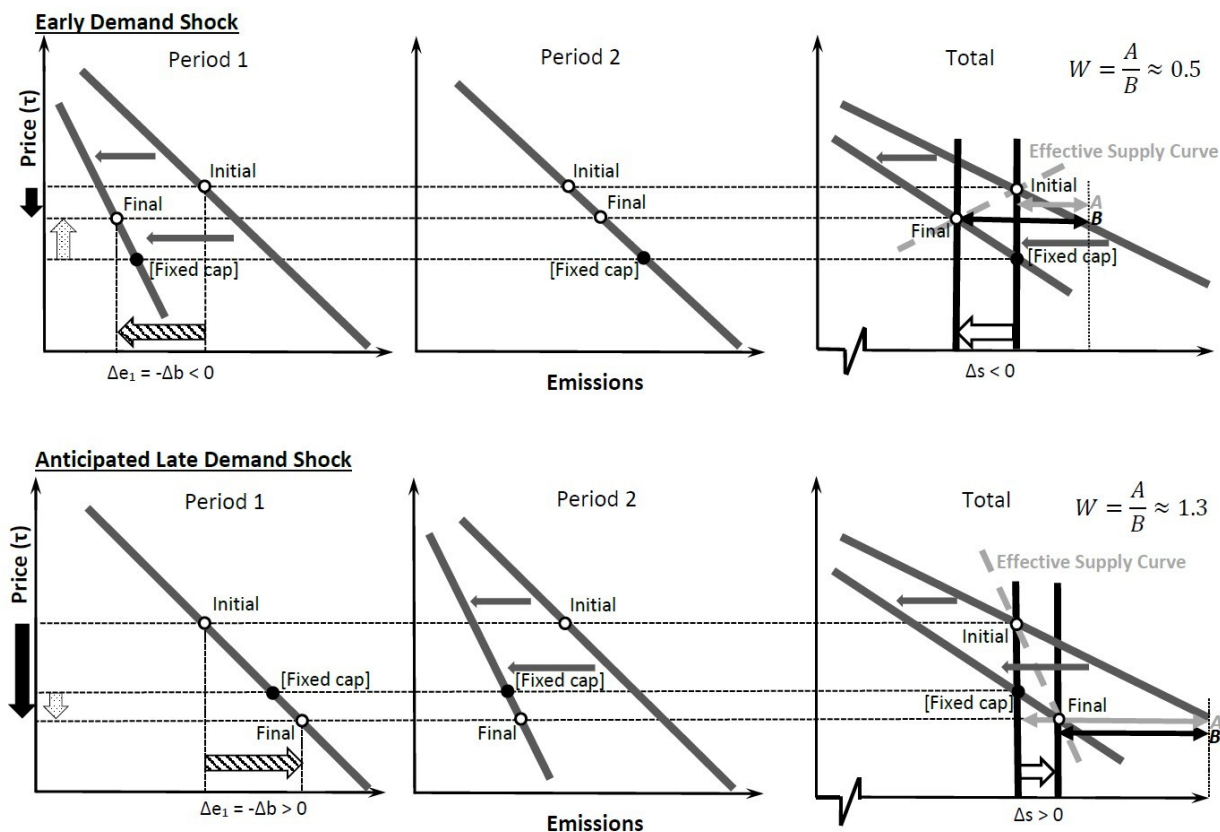 Early Demand Shock
Period 1
Period 2
Total
W = A/B ≈ 0.5
Price (τ)
Initial
Final
[Fixed cap]
Δe₁ = -Δb < 0
Initial
Final
[Fixed cap]
Emissions
Effective Supply Curve
Initial
A
B
Final
[Fixed cap]
Δs < 0
Anticipated Late Demand Shock
Period 1
Period 2
Total
W = A/B ≈ 1.3
Price (τ)
Initial
[Fixed cap]
Final
Δe₁ = -Δb > 0
Initial
[Fixed cap]
Final
Emissions
Effective Supply Curve
Initial
[Fixed cap]
Final
A
B
Δs > 0